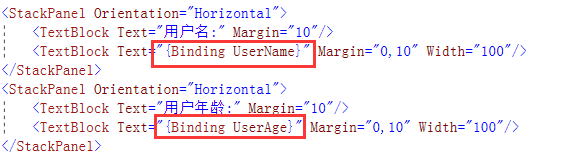 <StackPanel Orientation="Horizontal">
<TextBlock Text="用户名:" Margin="10"/>
<TextBlock Text="{Binding UserName}" Margin="0,10" Width="100"/>
</StackPanel>
<StackPanel Orientation="Horizontal">
<TextBlock Text="用户年龄:" Margin="10"/>
<TextBlock Text="{Binding UserAge}" Margin="0,10" Width="100"/>
</StackPanel>